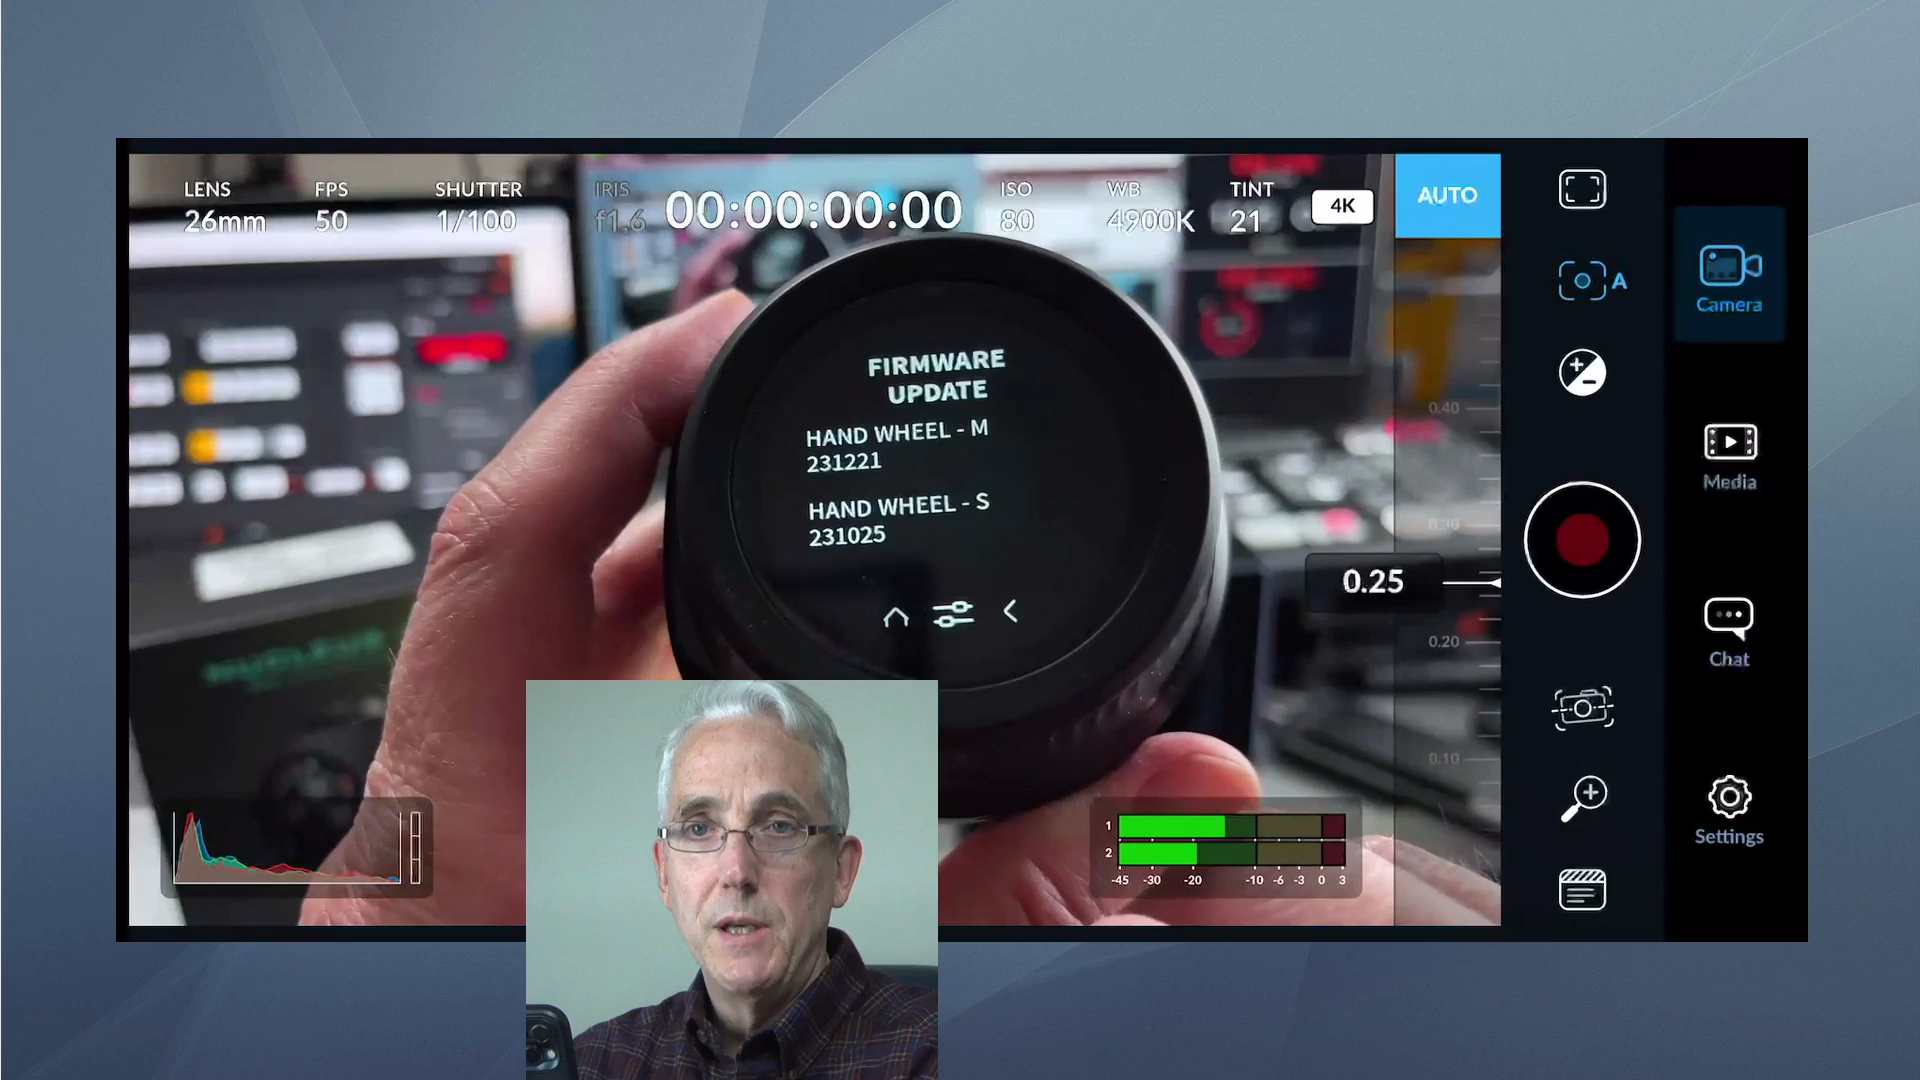 LENS FPS SHUTTER IRIS 00:00:00:00 ISO WB TINT 4K AUTO
26mm 50 1/100 f1.6 80 4900K 21
A
Camera
FIRMWARE
UPDATE
HAND WHEEL - M
231221
HAND WHEEL - S
231025
0.40
Media
0.30
0.25
0.20
Chat
NUCLEUS
0.10
1
2
-45 -30 -20 -10 -6 -3 0 3
Settings